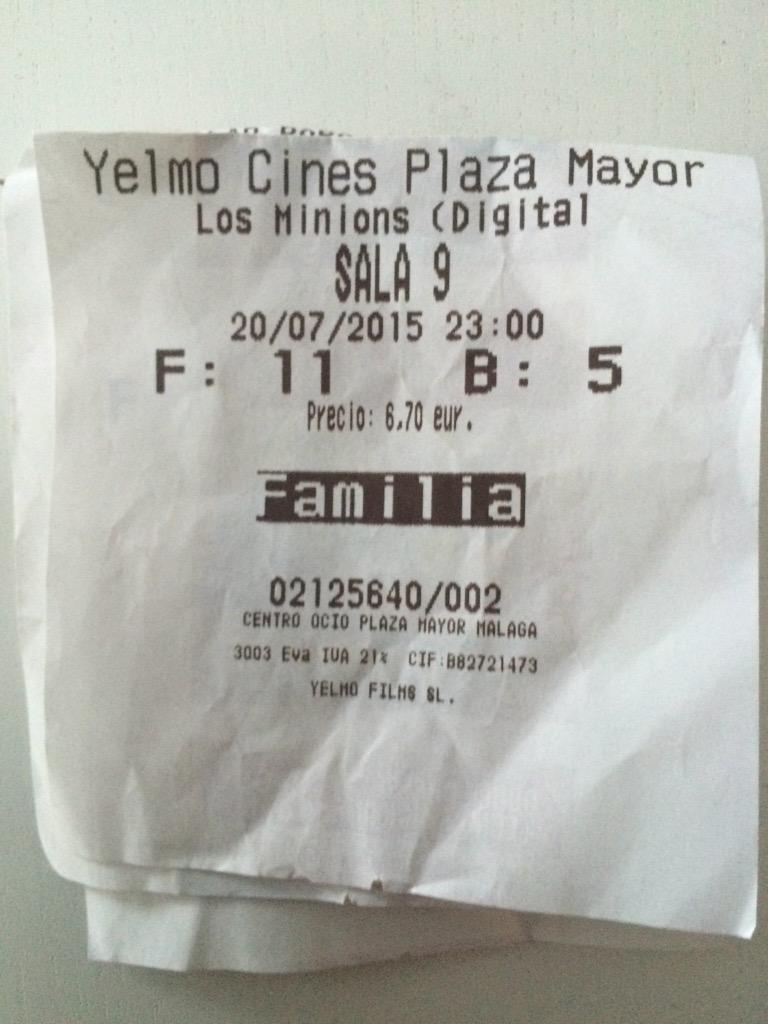 Yelmo Cines Plaza Mayor
Los Minions (Digital
SALA 9
20/07/2015 23:00
F: 11 B: 5
Precio: 6,70 eur.
Familia
02125640/002
CENTRO OCIO PLAZA MAYOR MALAGA
3003 Eva IVA 21% CIF:B82721473
YELMO FILMS SL.